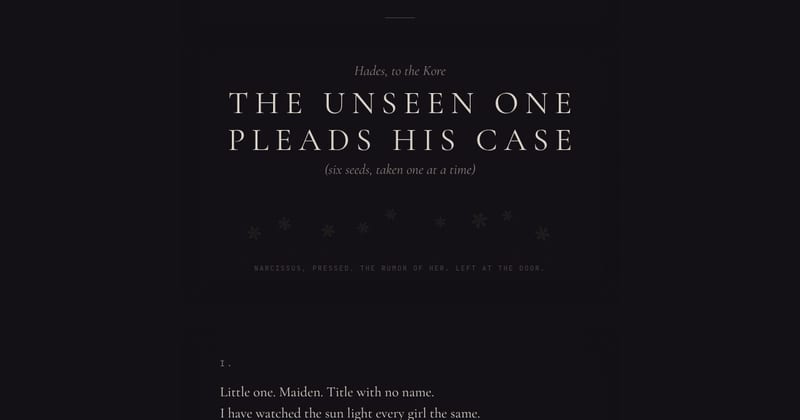 Hades, to the Kore
THE UNSEEN ONE
PLEADS HIS CASE
(six seeds, taken one at a time)
NARCISSUS, PRESSED. THE RUMOR OF HER. LEFT AT THE DOOR.
I.
Little one. Maiden. Title with no name.
I have watched the sun light every girl the same.